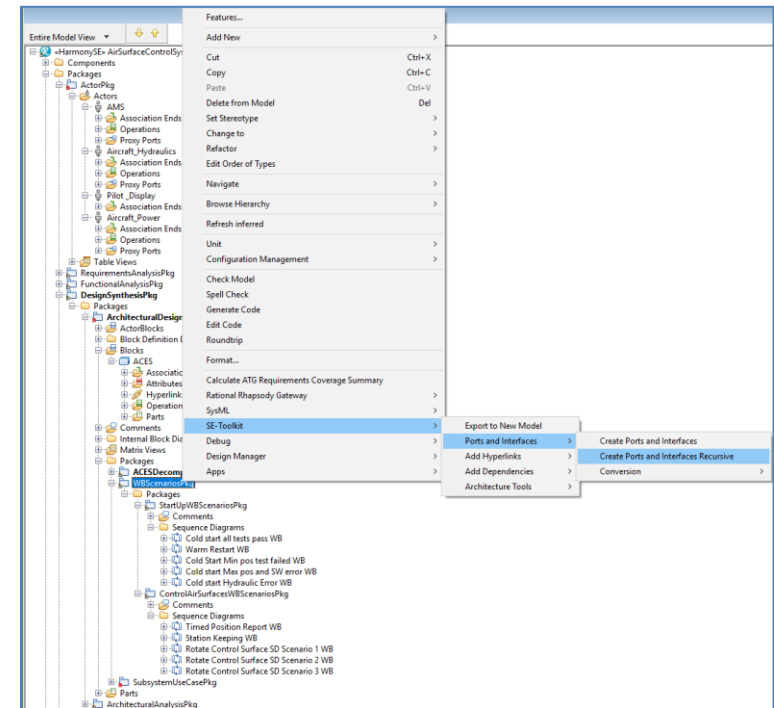 Entire Model View
«HarmonySE» AirSurfaceControlSy
Components
Packages
ActorPkg
Actors
AMS
Association Ends
Operations
Proxy Ports
Aircraft_Hydraulics
Association Ends
Operations
Proxy Ports
Pilot _Display
Association Ends
Aircraft_Power
Association Ends
Operations
Proxy Ports
Table Views
RequirementsAnalysisPkg
FunctionalAnalysisPkg
DesignSynthesisPkg
Packages
ArchitecturalDesign
ActorBlocks
Block Definition D
Blocks
ACES
Associatic
Attributes
Hyperlink
Operation
Parts
Comments
Internal Block Dia
Matrix Views
Packages
ACESDecomp
WBScenariosPkg
Packages
StartUpWBScenariosPkg
Comments
Sequence Diagrams
Cold start all tests pass WB
Warm Restart WB
Cold Start Min pos test failed WB
Cold start Max pos and SW error WB
Cold start Hydraulic Error WB
ControlAirSurfacesWBScenariosPkg
Comments
Sequence Diagrams
Timed Position Report WB
Station Keeping WB
Rotate Control Surface SD Scenario 1 WB
Rotate Control Surface SD Scenario 2 WB
Rotate Control Surface SD Scenario 3 WB
SubsystemUseCasePkg
Parts
ArchitecturalAnalysisPkg
Features...
Add New
Cut Ctrl+X
Copy Ctrl+C
Paste Ctrl+V
Delete from Model Del
Set Stereotype
Change to
Refactor
Edit Order of Types
Navigate
Browse Hierarchy
Refresh inferred
Unit
Configuration Management
Check Model
Spell Check
Generate Code
Edit Code
Roundtrip
Format...
Calculate ATG Requirements Coverage Summary
Rational Rhapsody Gateway
SysML
SE-Toolkit
Debug
Design Manager
Apps
Export to New Model
Ports and Interfaces
Add Hyperlinks
Add Dependencies
Architecture Tools
Create Ports and Interfaces
Create Ports and Interfaces Recursive
Conversion